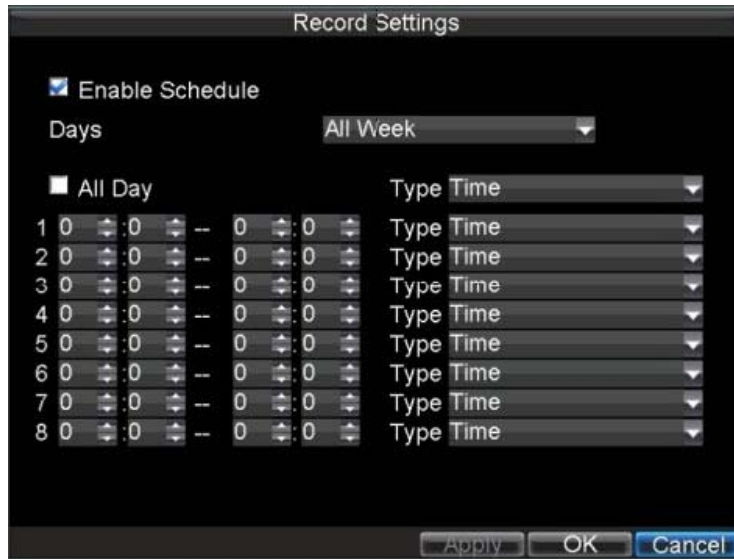 Record Settings
Enable Schedule
Days All Week
All Day Type Time
1 0 :0 -- 0 :0 Type Time
2 0 :0 -- 0 :0 Type Time
3 0 :0 -- 0 :0 Type Time
4 0 :0 -- 0 :0 Type Time
5 0 :0 -- 0 :0 Type Time
6 0 :0 -- 0 :0 Type Time
7 0 :0 -- 0 :0 Type Time
8 0 :0 -- 0 :0 Type Time
Apply OK Cancel